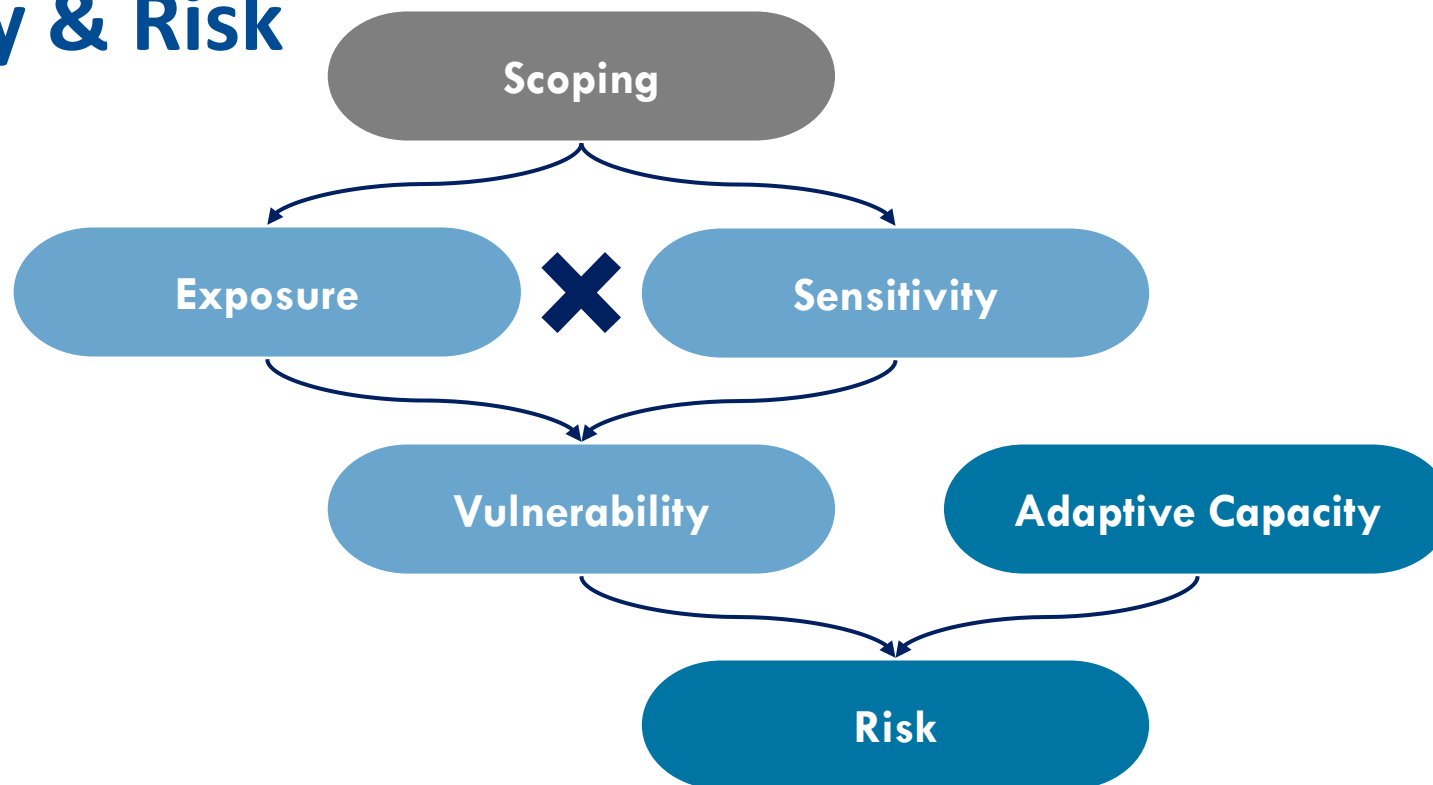 y & Risk
Scoping
Exposure
Sensitivity
Vulnerability
Adaptive Capacity
Risk